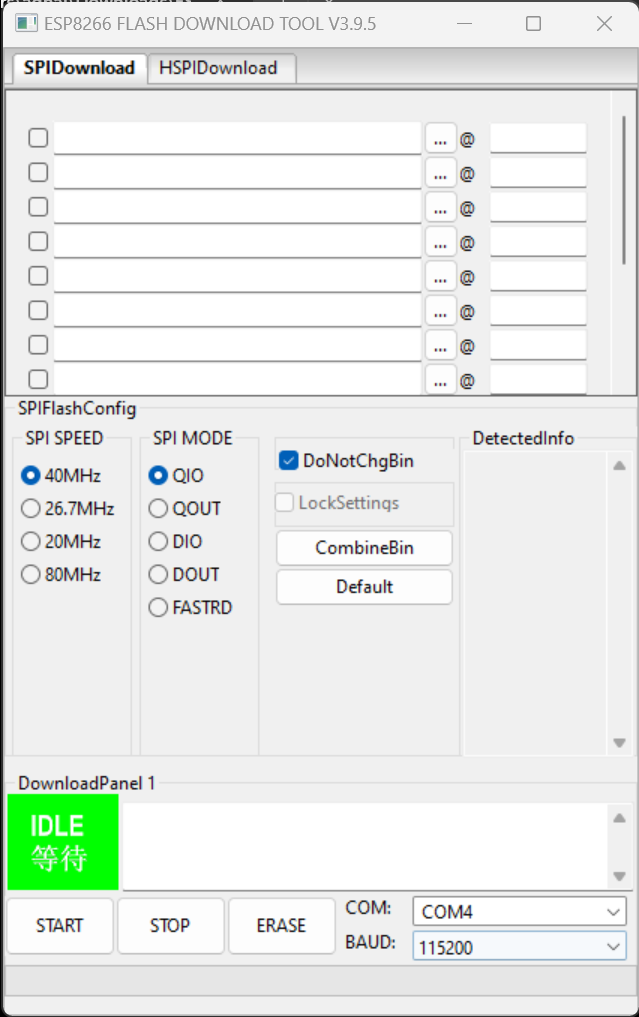 ESP8266 FLASH DOWNLOAD TOOL V3.9.5
SPIDownload HSPIDownload
... @
... @
... @
... @
... @
... @
... @
... @
SPIFlashConfig
SPI SPEED SPI MODE DetectedInfo
DoNotChgBin
40MHz QIO
LockSettings
26.7MHz QOUT
20MHz DIO CombineBin
80MHz DOUT Default
FASTRD
DownloadPanel 1
IDLE
等待
START STOP ERASE
COM: COM4
BAUD: 115200